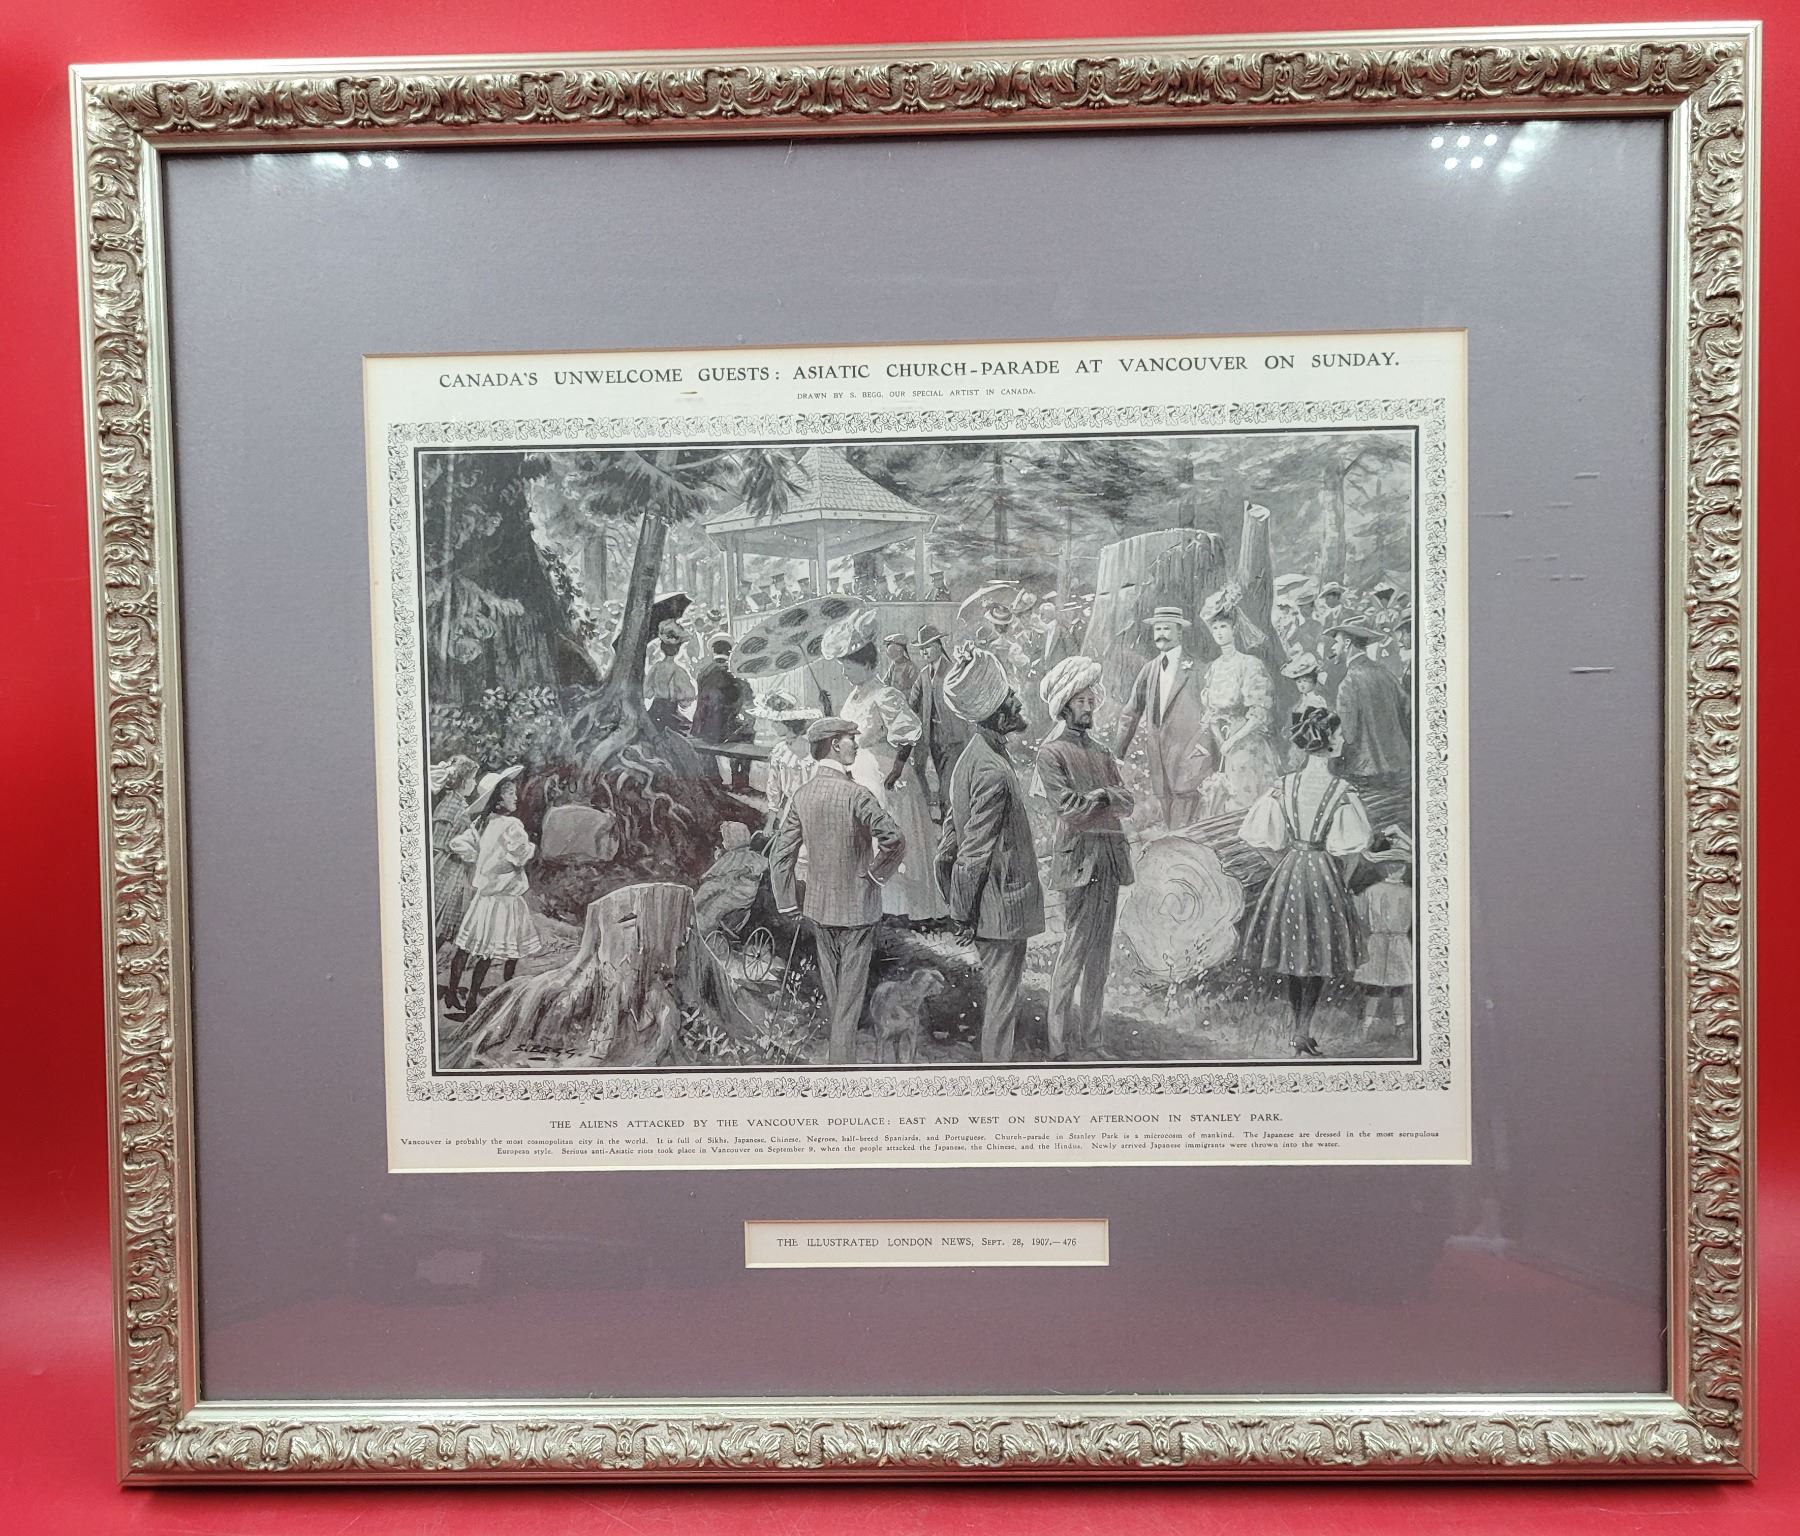 CANADA'S UNWELCOME GUESTS: ASIATIC CHURCH-PARADE AT VANCOUVER ON SUNDAY.
DRAWN BY S. BEGG, OUR SPECIAL ARTIST IN CANADA.
S. BEGG.
THE ALIENS ATTACKED BY THE VANCOUVER POPULACE: EAST AND WEST ON SUNDAY AFTERNOON IN STANLEY PARK.
Vancouver is probably the most cosmopolitan city in the world. It is full of Sikhs, Japanese, Chinese, Negroes, half-breed Spaniards, and Portuguese. Church-parade in Stanley Park is a microcosm of mankind. The Japanese are dressed in the most scrupulous
European style. Serious anti-Asiatic riots took place in Vancouver on September 9, when the people attacked the Japanese, the Chinese, and the Hindus. Newly arrived Japanese immigrants were thrown into the water.
THE ILLUSTRATED LONDON NEWS, SEPT. 28, 1907.—476